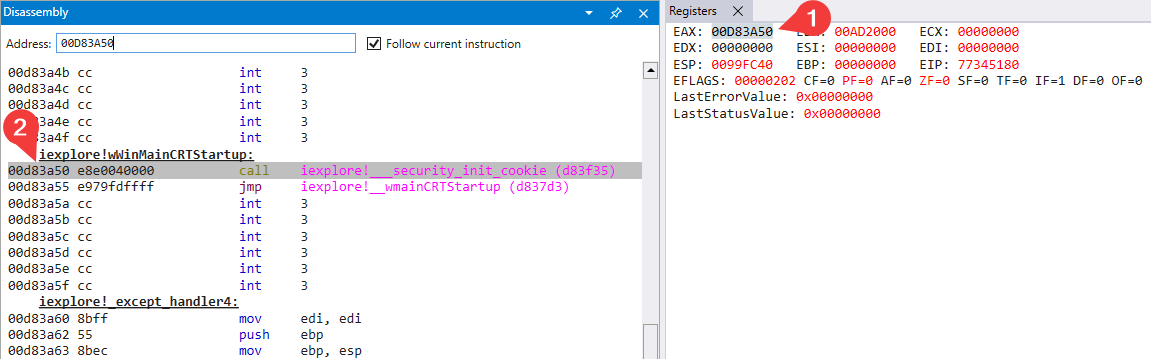 Disassembly
Address: 00D83A50 Follow current instruction
00d83a4b cc int 3
00d83a4c cc int 3
00d83a4d cc int 3
00d83a4e cc int 3
00d83a4f cc int 3
iexplore!wWinMainCRTStartup:
2
00d83a50 e8e0040000 call iexplore!___security_init_cookie (d83f35)
00d83a55 e979fdffff jmp iexplore!__wmainCRTStartup (d837d3)
00d83a5a cc int 3
00d83a5b cc int 3
00d83a5c cc int 3
00d83a5d cc int 3
00d83a5e cc int 3
00d83a5f cc int 3
iexplore!_except_handler4:
00d83a60 8bff mov edi, edi
00d83a62 55 push ebp
00d83a63 8bec mov ebp, esp
Registers
1
EAX: 00D83A50 00AD2000 ECX: 00000000
EDX: 00000000 ESI: 00000000 EDI: 00000000
ESP: 0099FC40 EBP: 00000000 EIP: 77345180
EFLAGS: 00000202 CF=0 PF=0 AF=0 ZF=0 SF=0 TF=0 IF=1 DF=0 OF=0
LastErrorValue: 0x00000000
LastStatusValue: 0x00000000